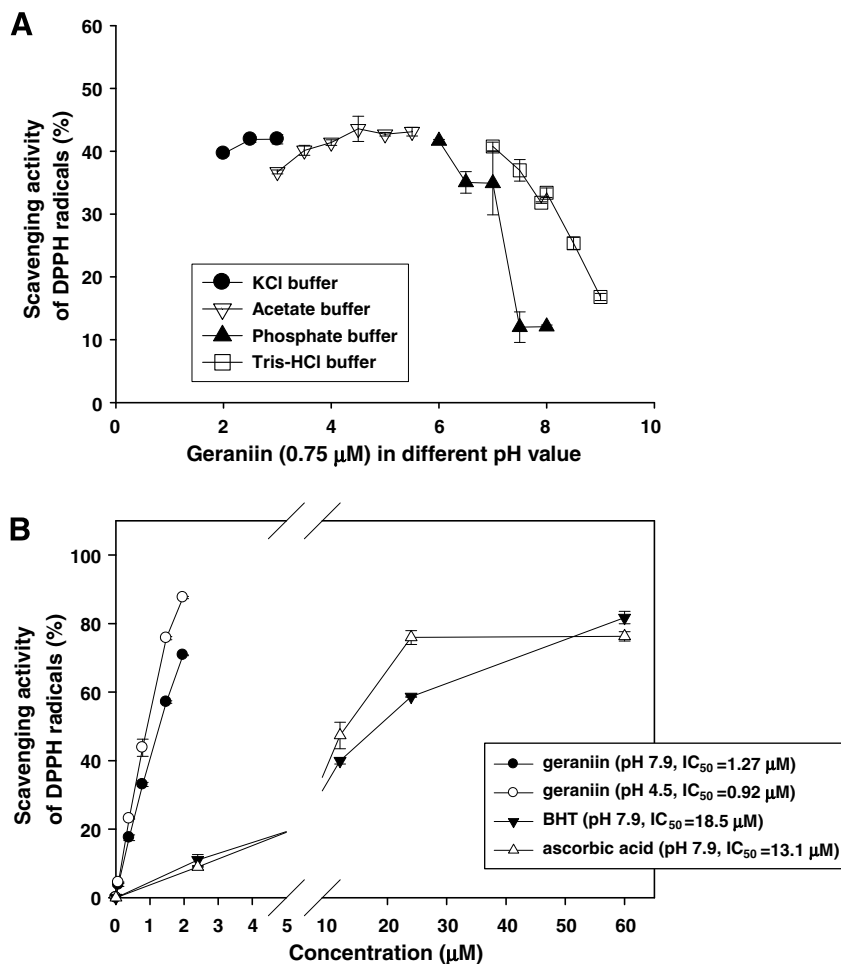 A
Scavenging activity
of DPPH radicals (%)
60
50
40
30
20
10
0
KCl buffer
Acetate buffer
Phosphate buffer
Tris-HCl buffer
0 2 4 6 8 10
Geraniin (0.75 μM) in different pH value
B
Scavenging activity
of DPPH radicals (%)
100
80
60
40
20
0
geraniin (pH 7.9, IC50=1.27 μM)
geraniin (pH 4.5, IC50=0.92 μM)
BHT (pH 7.9, IC50=18.5 μM)
ascorbic acid (pH 7.9, IC50=13.1 μM)
0 1 2 3 4 5 10 20 30 40 50 60
Concentration (μM)